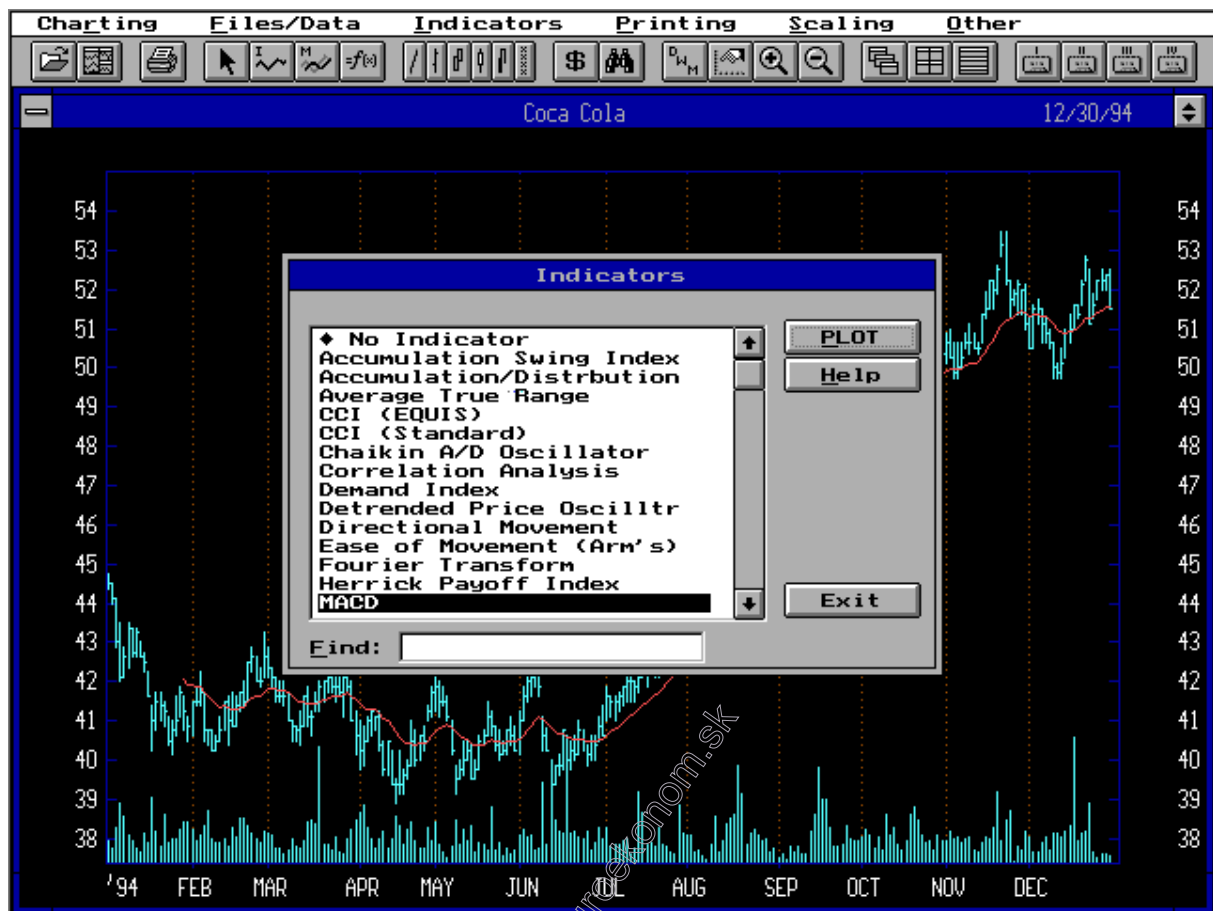 Charting Files/Data Indicators Printing Scaling Other
I M =f(x) $ D W M I II III IV
Coca Cola 12/30/94
54 54
53 53
Indicators
52 52
51 51
◆ No Indicator PLOT
Accumulation Swing Index
50 50
Accumulation/Distrbution Help
Average True Range
49 49
CCI (EQUIS)
CCI (Standard)
48 48
Chaikin A/D Oscillator
Correlation Analysis
47 47
Demand Index
Detrended Price Oscilltr
46 46
Directional Movement
Ease of Movement (Arm's)
45 45
Fourier Transform
Herrick Payoff Index
44 44
MACD Exit
43 43
Find:
42 42
41 41
40 40
39 39
38 38
'94 FEB MAR APR MAY JUN JUL AUG SEP OCT NOV DEC